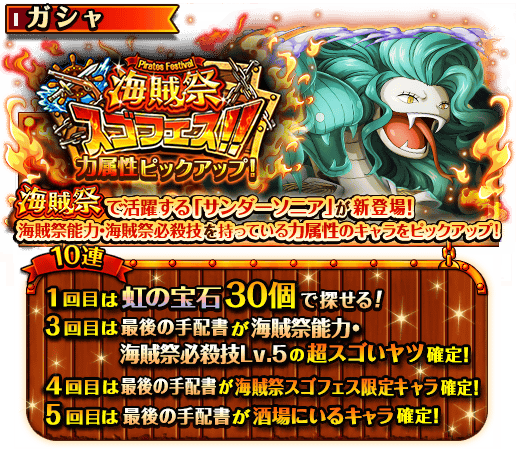 ガシャ
Pirates Festival
海賊祭
スゴフェス!!
力属性ピックアップ!
海賊祭で活躍する「サンダーソニア」が新登場!
海賊祭能力・海賊祭必殺技を持っている力属性のキャラをピックアップ!
10連
1回目は虹の宝石30個で探せる!
3回目は最後の手配書が海賊祭能力・
海賊祭必殺技Lv.5の超スゴいヤツ確定!
4回目は最後の手配書が海賊祭スゴフェス限定キャラ確定!
5回目は最後の手配書が酒場にいるキャラ確定!